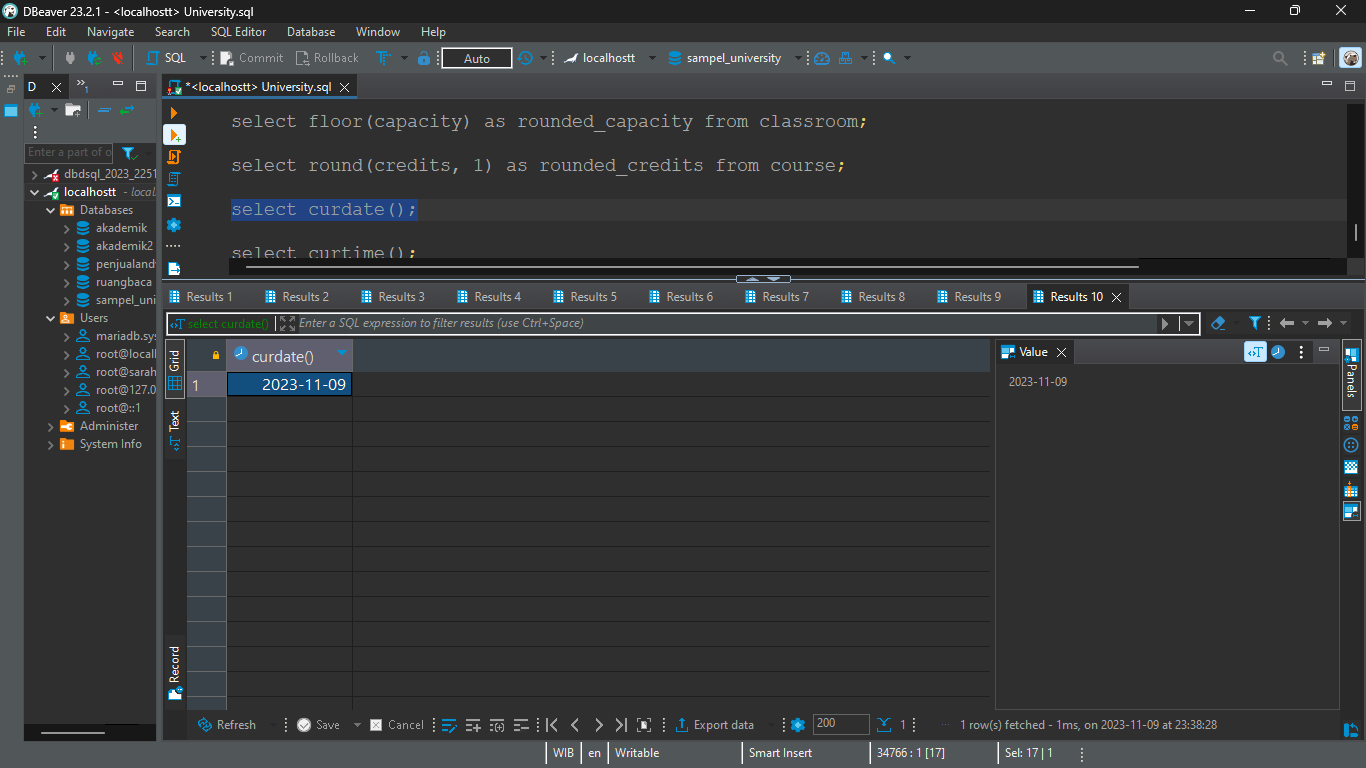 DBeaver 23.2.1 - <localhostt> University.sql
File Edit Navigate Search SQL Editor Database Window Help
SQL Commit Rollback Auto localhostt sampel_university
D »1 *<localhostt> University.sql
Enter a part of o
dbdsql_2023_2251
localhostt - local
Databases
akademik
akademik2
penjualand
ruangbaca
sampel_uni
Users
mariadb.sys
root@locall
root@sarah
root@127.0
root@::1
Administer
System Info
select floor(capacity) as rounded_capacity from classroom;
select round(credits, 1) as rounded_credits from course;
select curdate();
select curtime();
Results 1 Results 2 Results 3 Results 4 Results 5 Results 6 Results 7 Results 8 Results 9 Results 10
select curdate() Enter a SQL expression to filter results (use Ctrl+Space)
Grid
Text
Record
curdate()
1 2023-11-09
Value
2023-11-09
Panels
Refresh Save Cancel Export data 200 1 1 row(s) fetched - 1ms, on 2023-11-09 at 23:38:28
WIB en Writable Smart Insert 34766 : 1 [17] Sel: 17 | 1